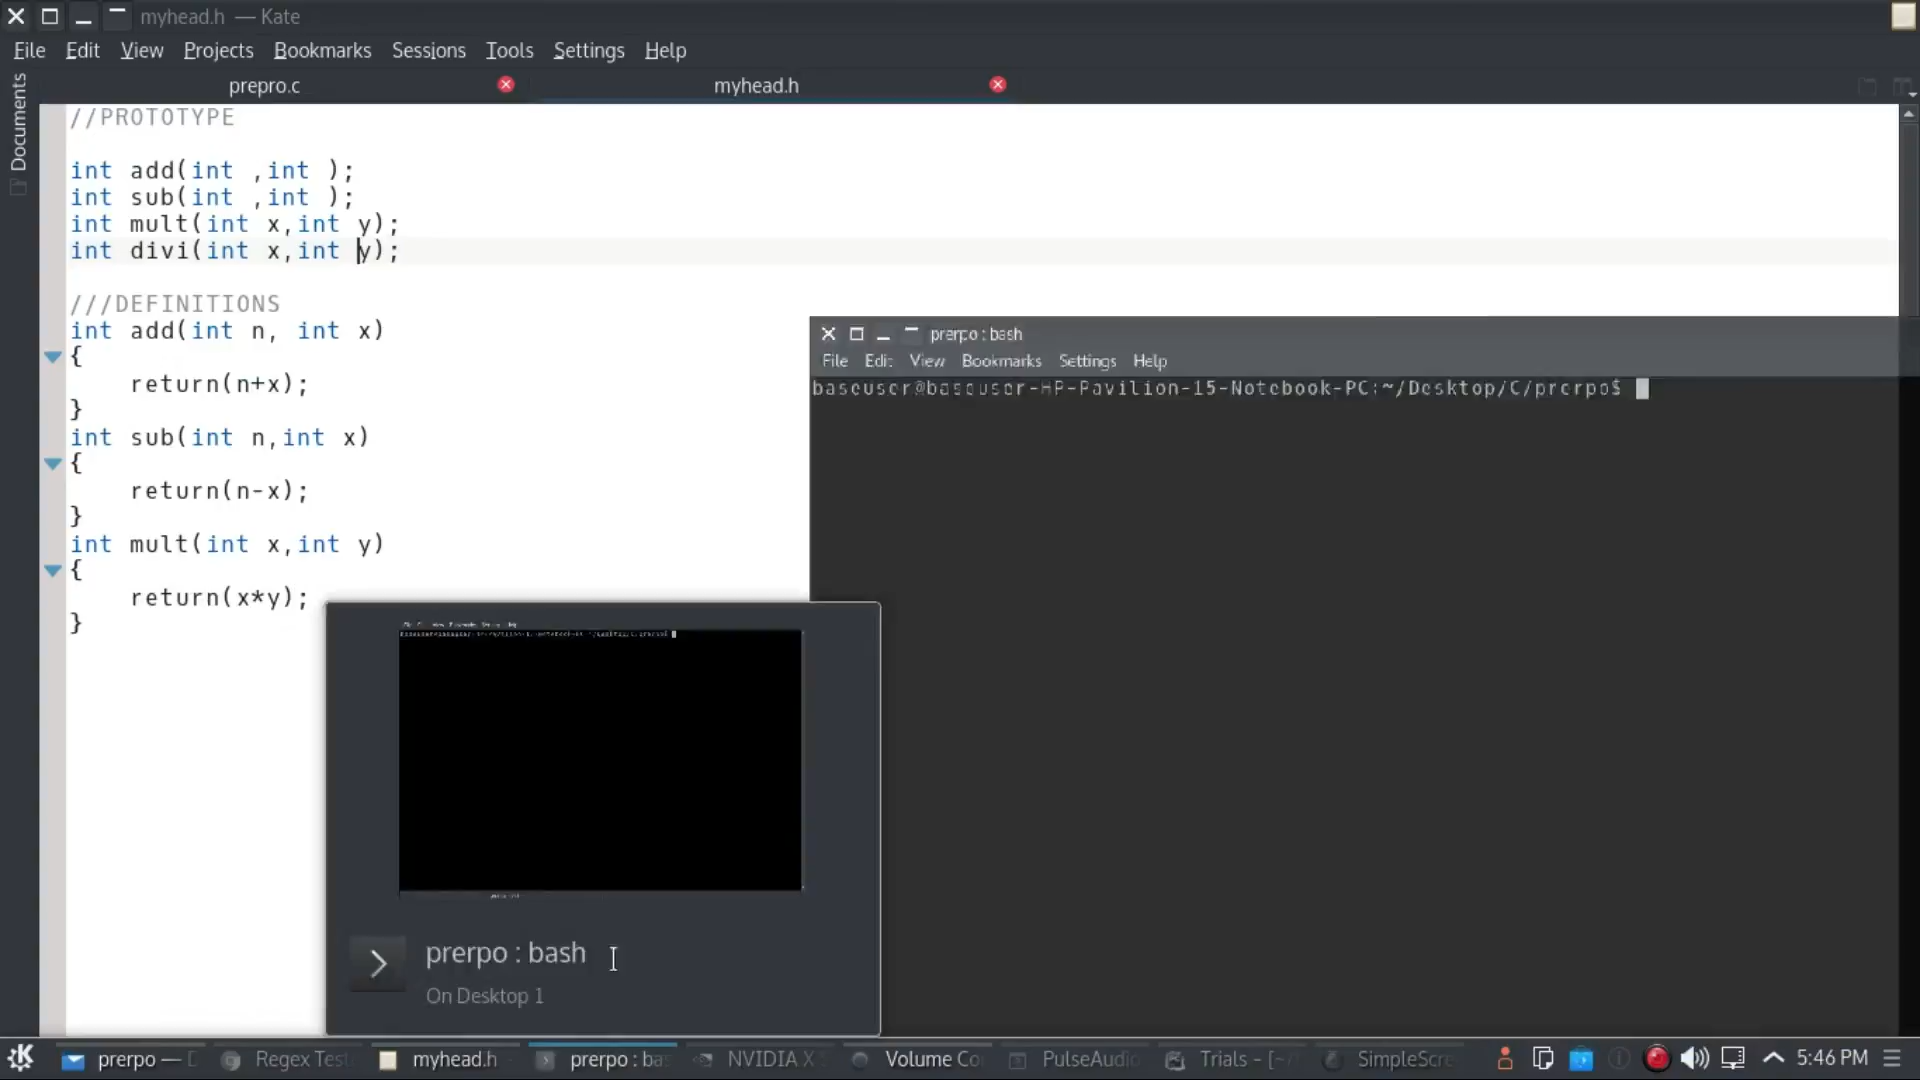 myhead.h — Kate
File Edit View Projects Bookmarks Sessions Tools Settings Help
Documents
prepro.c myhead.h
//PROTOTYPE
int add(int ,int );
int sub(int ,int );
int mult(int x,int y);
int divi(int x,int y);
///DEFINITIONS
int add(int n, int x)
{
return(n+x);
}
int sub(int n,int x)
{
return(n-x);
}
int mult(int x,int y)
{
return(x*y);
}
prerpo : bash
File Edit View Bookmarks Settings Help
baseuser@baseuser-HP-Pavilion-15-Notebook-PC:~/Desktop/C/prerpo$
prerpo : bash
On Desktop 1
prerpo — Regex Test myhead.h prerpo : ba NVIDIA X Volume Co PulseAudio Trials - [~/ SimpleScre 5:46 PM